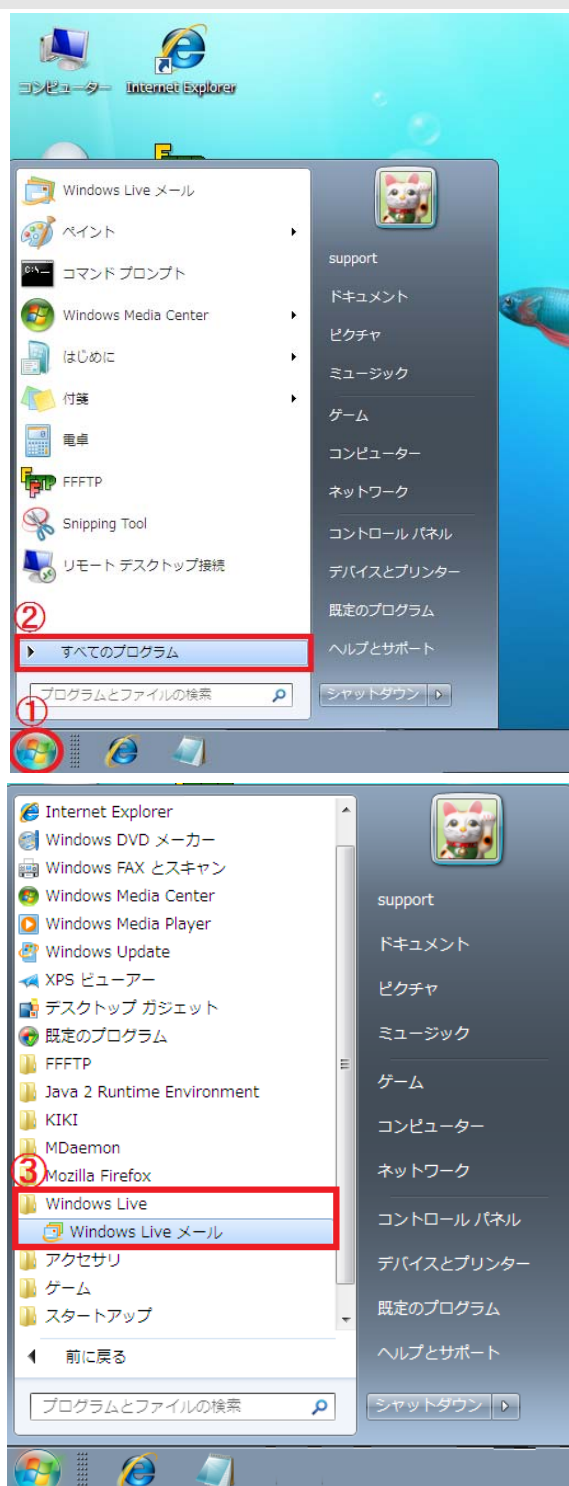 コンピューター
Internet Explorer
Windows Live メール
ペイント
コマンド プロンプト
Windows Media Center
はじめに
付箋
電卓
FFFTP
Snipping Tool
リモート デスクトップ接続
②
すべてのプログラム
プログラムとファイルの検索
①
support
ドキュメント
ピクチャ
ミュージック
ゲーム
コンピューター
ネットワーク
コントロール パネル
デバイスとプリンター
既定のプログラム
ヘルプとサポート
シャットダウン
Internet Explorer
Windows DVD メーカー
Windows FAX とスキャン
Windows Media Center
Windows Media Player
Windows Update
XPS ビューアー
デスクトップ ガジェット
既定のプログラム
FFFTP
Java 2 Runtime Environment
KIKI
MDaemon
③
Mozilla Firefox
Windows Live
Windows Live メール
アクセサリ
ゲーム
スタートアップ
前に戻る
プログラムとファイルの検索
support
ドキュメント
ピクチャ
ミュージック
ゲーム
コンピューター
ネットワーク
コントロール パネル
デバイスとプリンター
既定のプログラム
ヘルプとサポート
シャットダウン